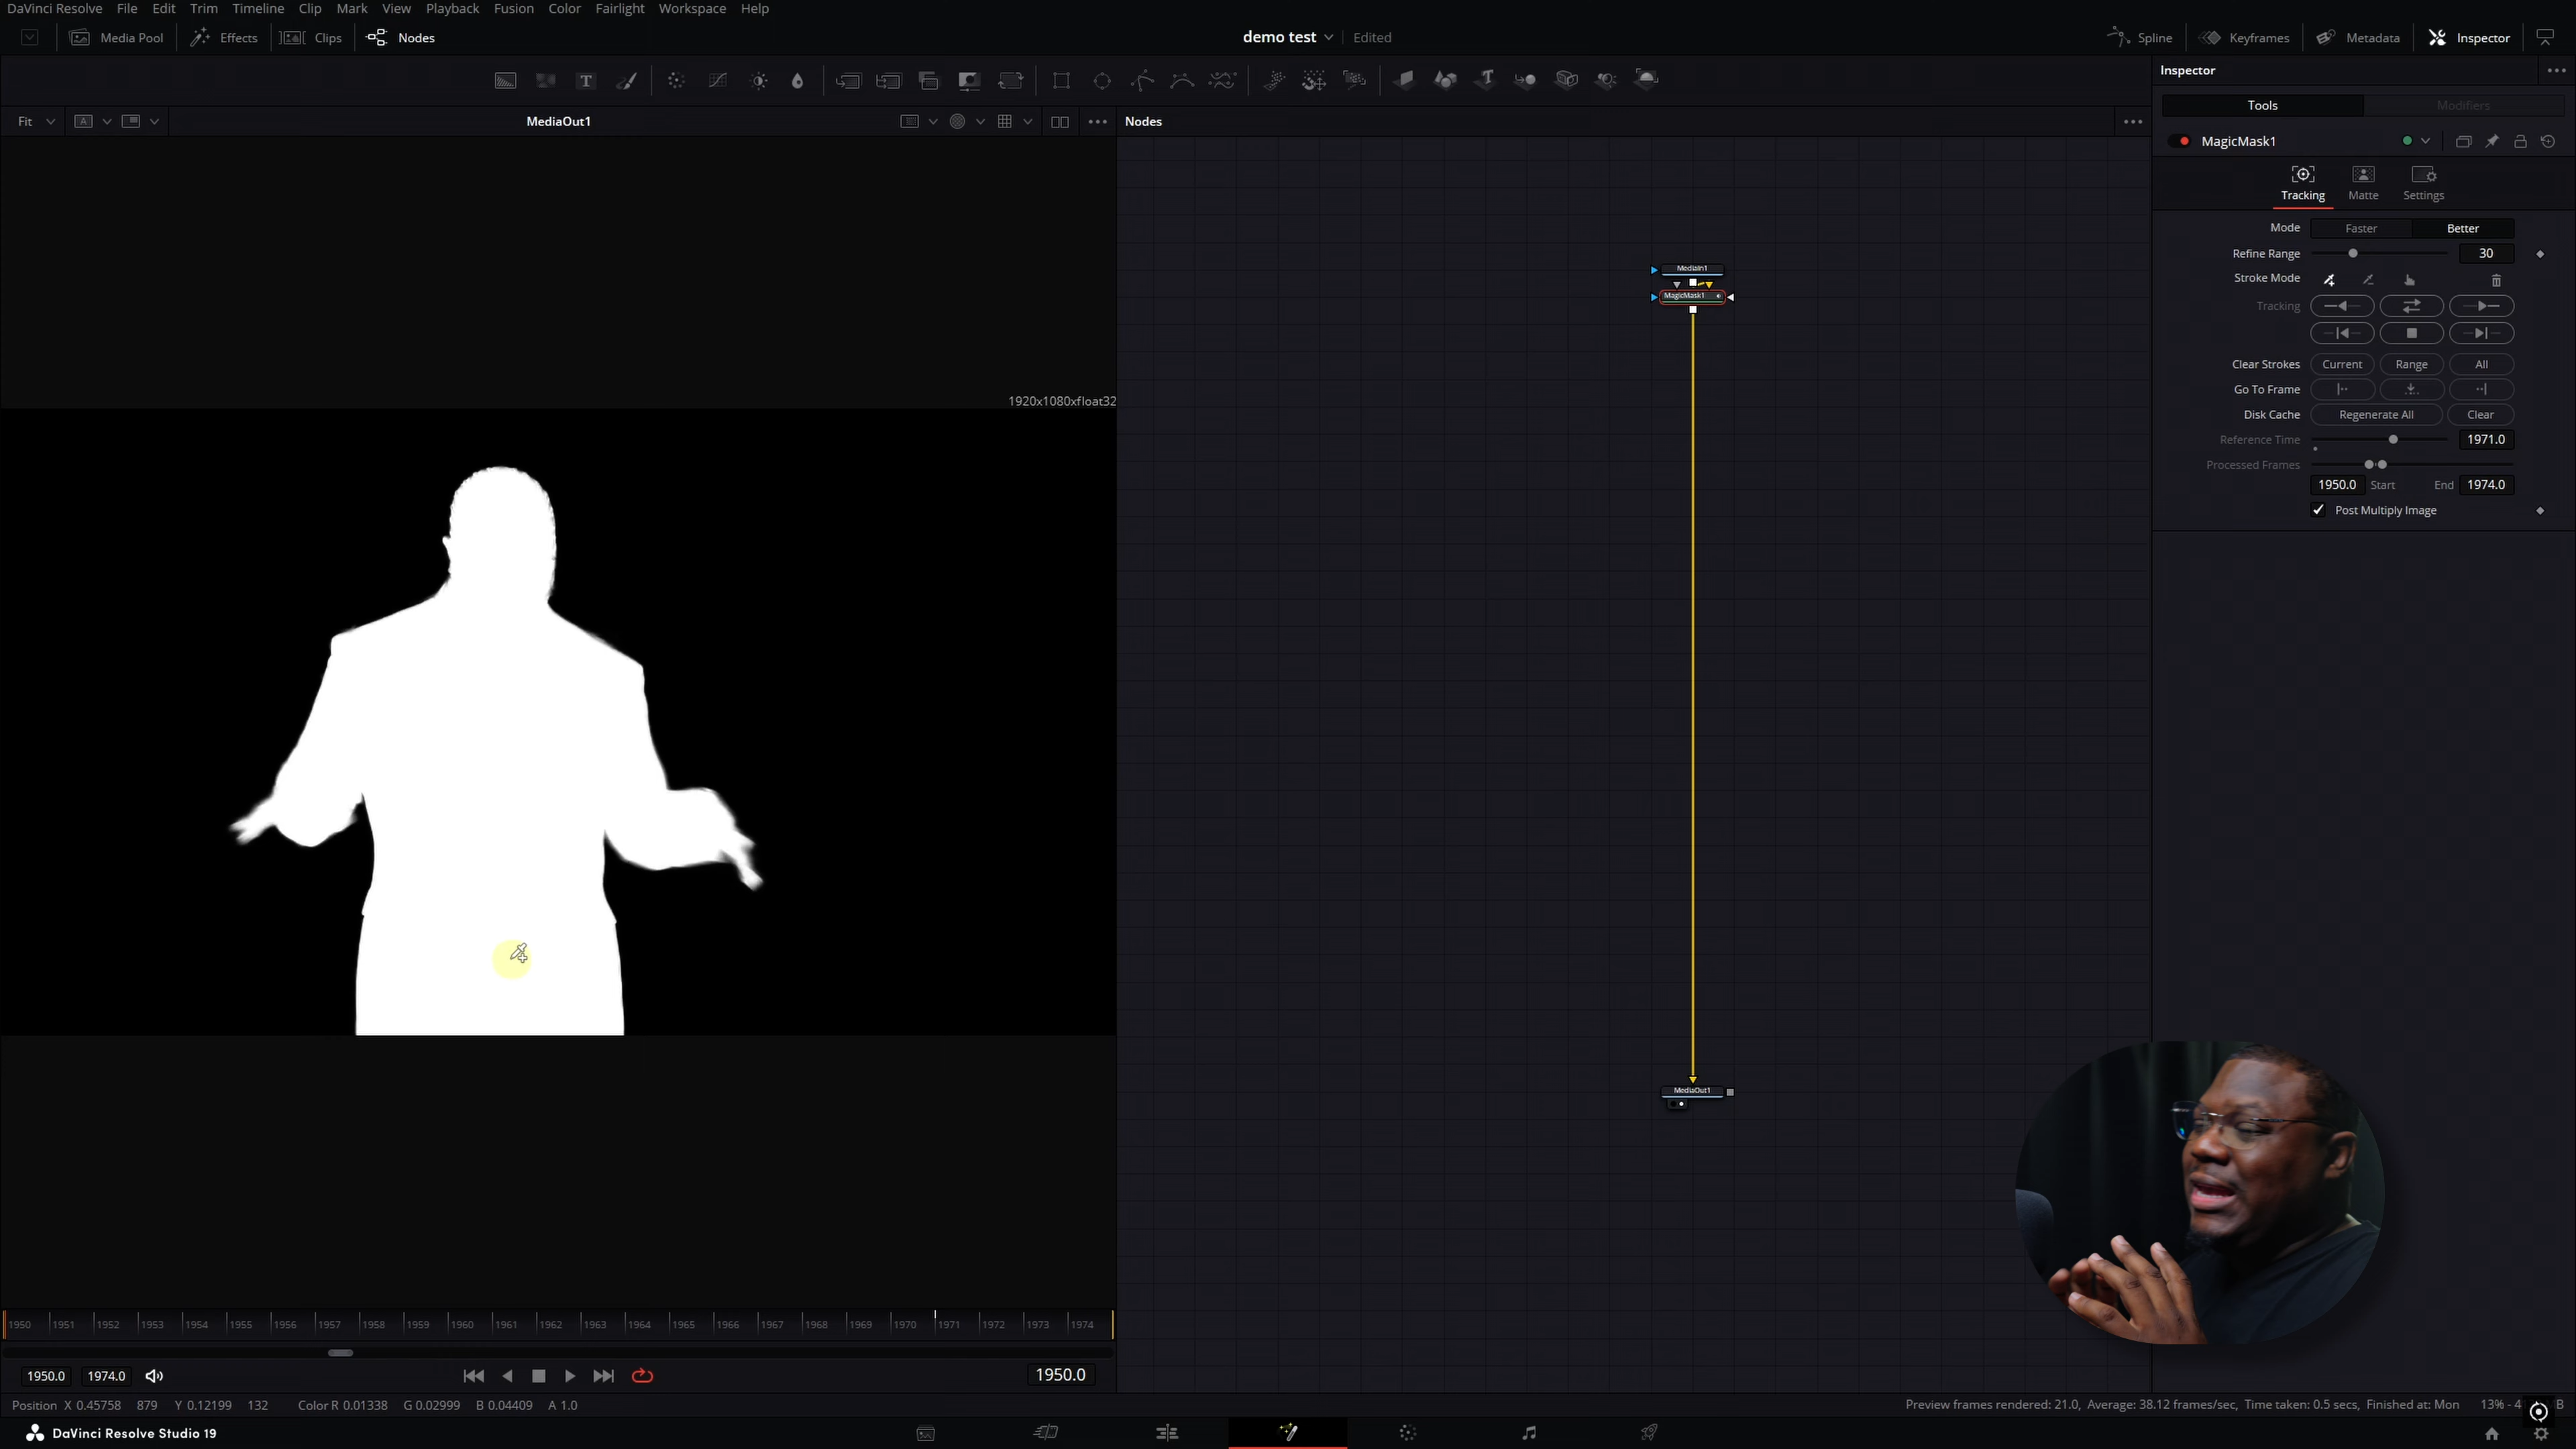 DaVinci Resolve File Edit Trim Timeline Clip Mark View Playback Fusion Color Fairlight Workspace Help
Media Pool Effects Clips Nodes demo test Edited Spline Keyframes Metadata Inspector
Inspector
Fit A MediaOut1 Nodes
Tools Modifiers
MagicMask1
Tracking Matte Settings
Mode Faster Better
Refine Range 30
Stroke Mode
Tracking
Clear Strokes Current Range All
Go To Frame
Disk Cache Regenerate All Clear
Reference Time 1971.0
Processed Frames
1950.0 Start End 1974.0
Post Multiply Image
MediaIn1
MagicMask1
1920x1080xfloat32
MediaOut1
1950 1951 1952 1953 1954 1955 1956 1957 1958 1959 1960 1961 1962 1963 1964 1965 1966 1967 1968 1969 1970 1971 1972 1973 1974
1950.0 1974.0 1950.0
Position X 0.45758 879 Y 0.12199 132 Color R 0.01338 G 0.02999 B 0.04409 A 1.0
Preview frames rendered: 21.0, Average: 38.12 frames/sec, Time taken: 0.5 secs, Finished at: Mon 13% - 4 B
DaVinci Resolve Studio 19